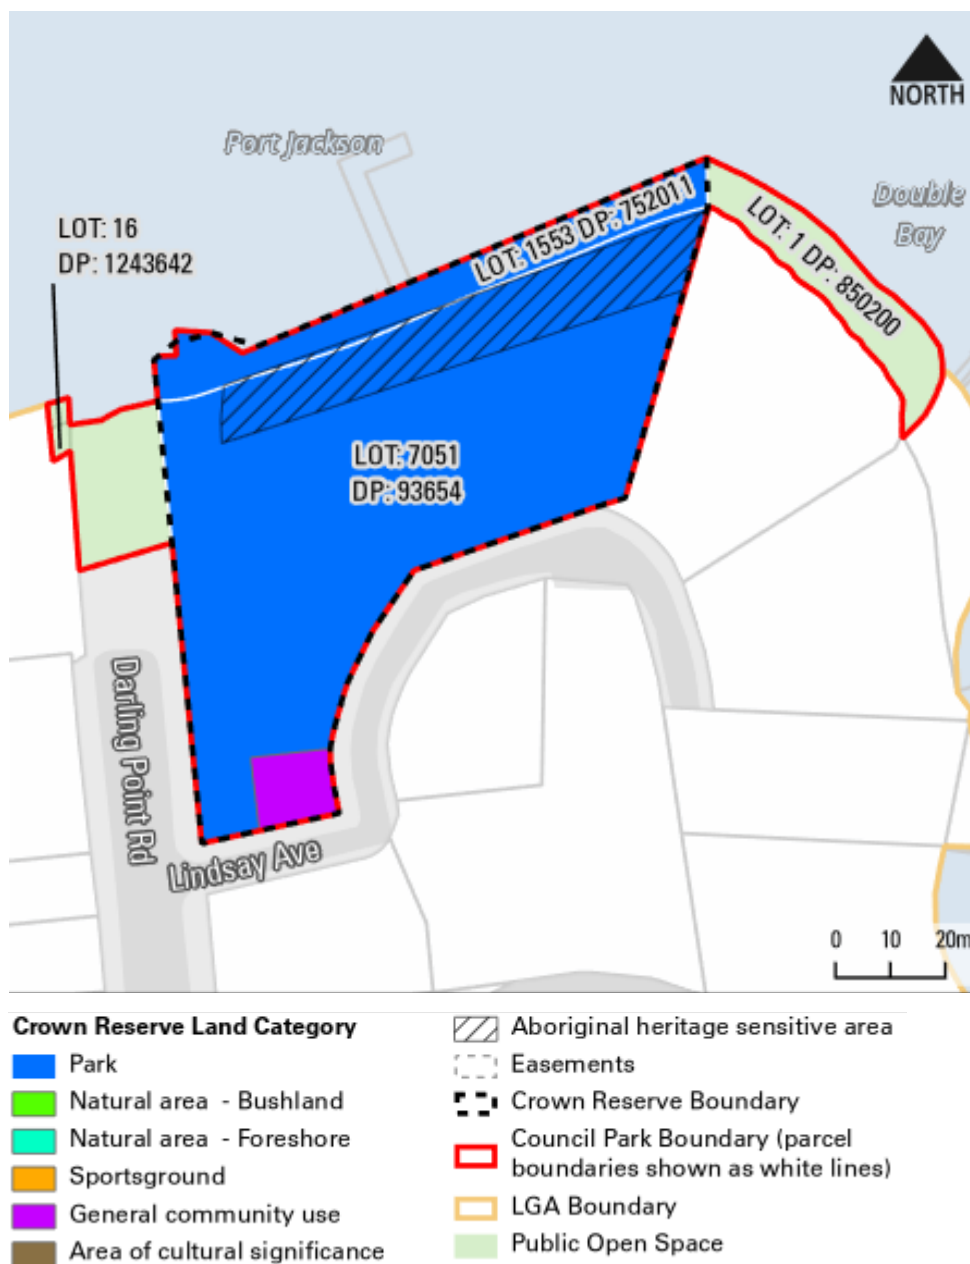 NORTH
Port Jackson
Double
Bay
LOT: 16
DP: 1243642
LOT: 1553 DP: 752011
LOT: 1 DP: 850200
LOT: 7051
DP: 93654
Darling Point Rd
Lindsay Ave
0 10 20m
Crown Reserve Land Category
Park
Natural area - Bushland
Natural area - Foreshore
Sportsground
General community use
Area of cultural significance
Aboriginal heritage sensitive area
Easements
Crown Reserve Boundary
Council Park Boundary (parcel
boundaries shown as white lines)
LGA Boundary
Public Open Space